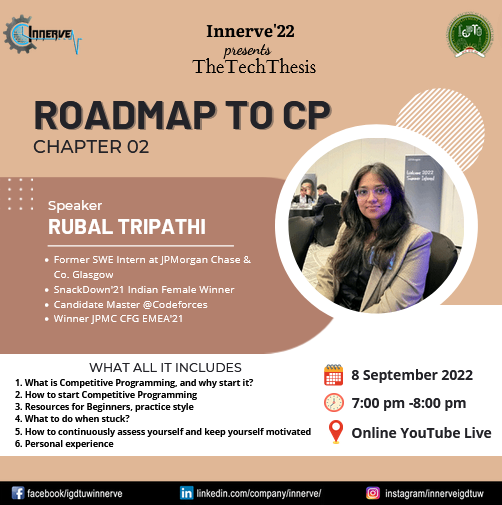 INNERVE
Innerve'22
presents
TheTechThesis
ROADMAP TO CP
CHAPTER 02
Speaker
RUBAL TRIPATHI
• Former SWE Intern at JPMorgan Chase &
Co. Glasgow
• SnackDown'21 Indian Female Winner
• Candidate Master @Codeforces
• Winner JPMC CFG EMEA'21
WHAT ALL IT INCLUDES
1. What is Competitive Programming, and why start it?
2. How to start Competitive Programming
3. Resources for Beginners, practice style
4. What to do when stuck?
5. How to continuously assess yourself and keep yourself motivated
6. Personal experience
8 September 2022
7:00 pm -8:00 pm
Online YouTube Live
facebook/igdtuwinnerve
linkedin.com/company/innerve/
instagram/innerveigdtuw